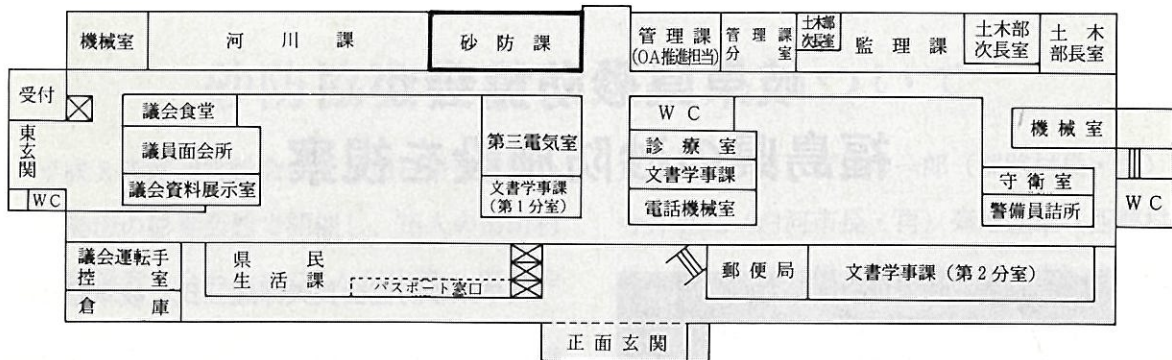 機械室
河川課
砂防課
管理課
(OA推進担当)
管理課
分室
土木部
次長室
監理課
土木部
次長室
土木
部長室
受付
東玄関
WC
議会食堂
議員面会所
議会資料展示室
第三電気室
文書学事課
(第1分室)
WC
診療室
文書学事課
電話機械室
機械室
守衛室
警備員詰所
WC
議会運転手
控室
倉庫
県民
生活課
パスポート窓口
郵便局
文書学事課(第2分室)
正面玄関